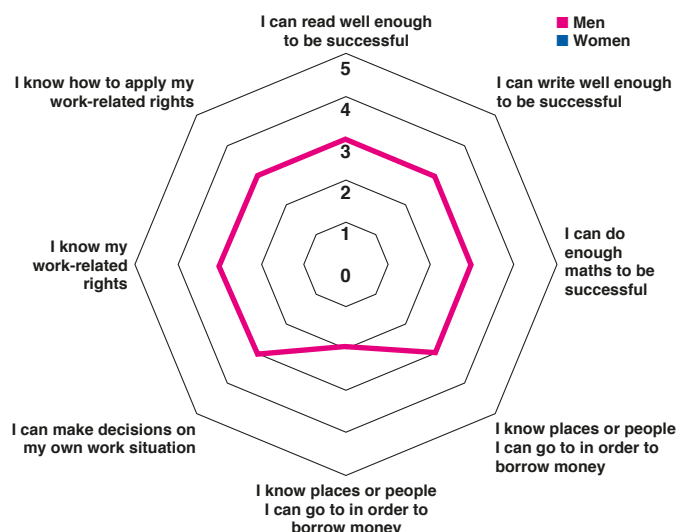 I can read well enough
to be successful
Men
Women
I know how to apply my
work-related rights
I can write well enough
to be successful
5
4
3
2
1
0
I know my
work-related
rights
I can do
enough
maths to be
successful
I can make decisions on
my own work situation
I know places or people
I can go to in order to
borrow money
I know places or people
I can go to in order to
borrow money